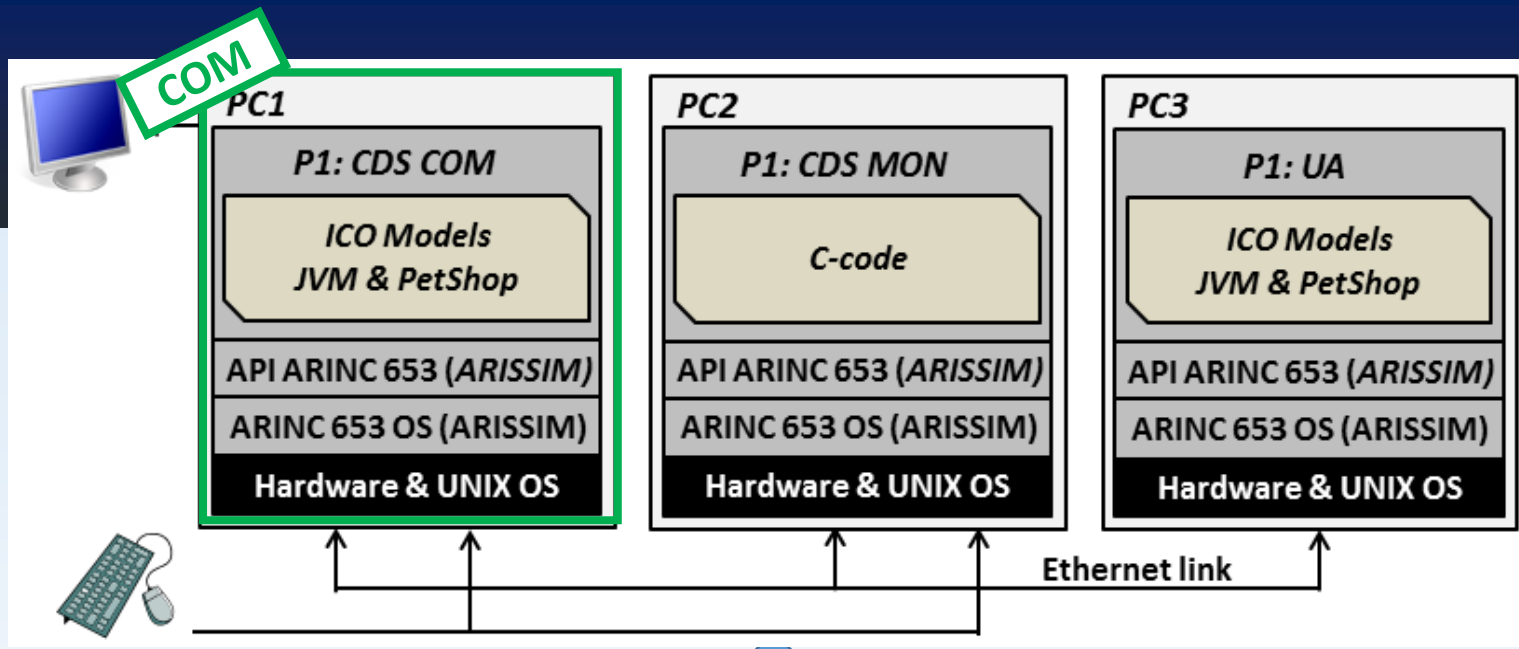 COM
PC1
P1: CDS COM
ICO Models
JVM & PetShop
API ARINC 653 (ARISSIM)
ARINC 653 OS (ARISSIM)
Hardware & UNIX OS
PC2
P1: CDS MON
C-code
API ARINC 653 (ARISSIM)
ARINC 653 OS (ARISSIM)
Hardware & UNIX OS
PC3
P1: UA
ICO Models
JVM & PetShop
API ARINC 653 (ARISSIM)
ARINC 653 OS (ARISSIM)
Hardware & UNIX OS
Ethernet link